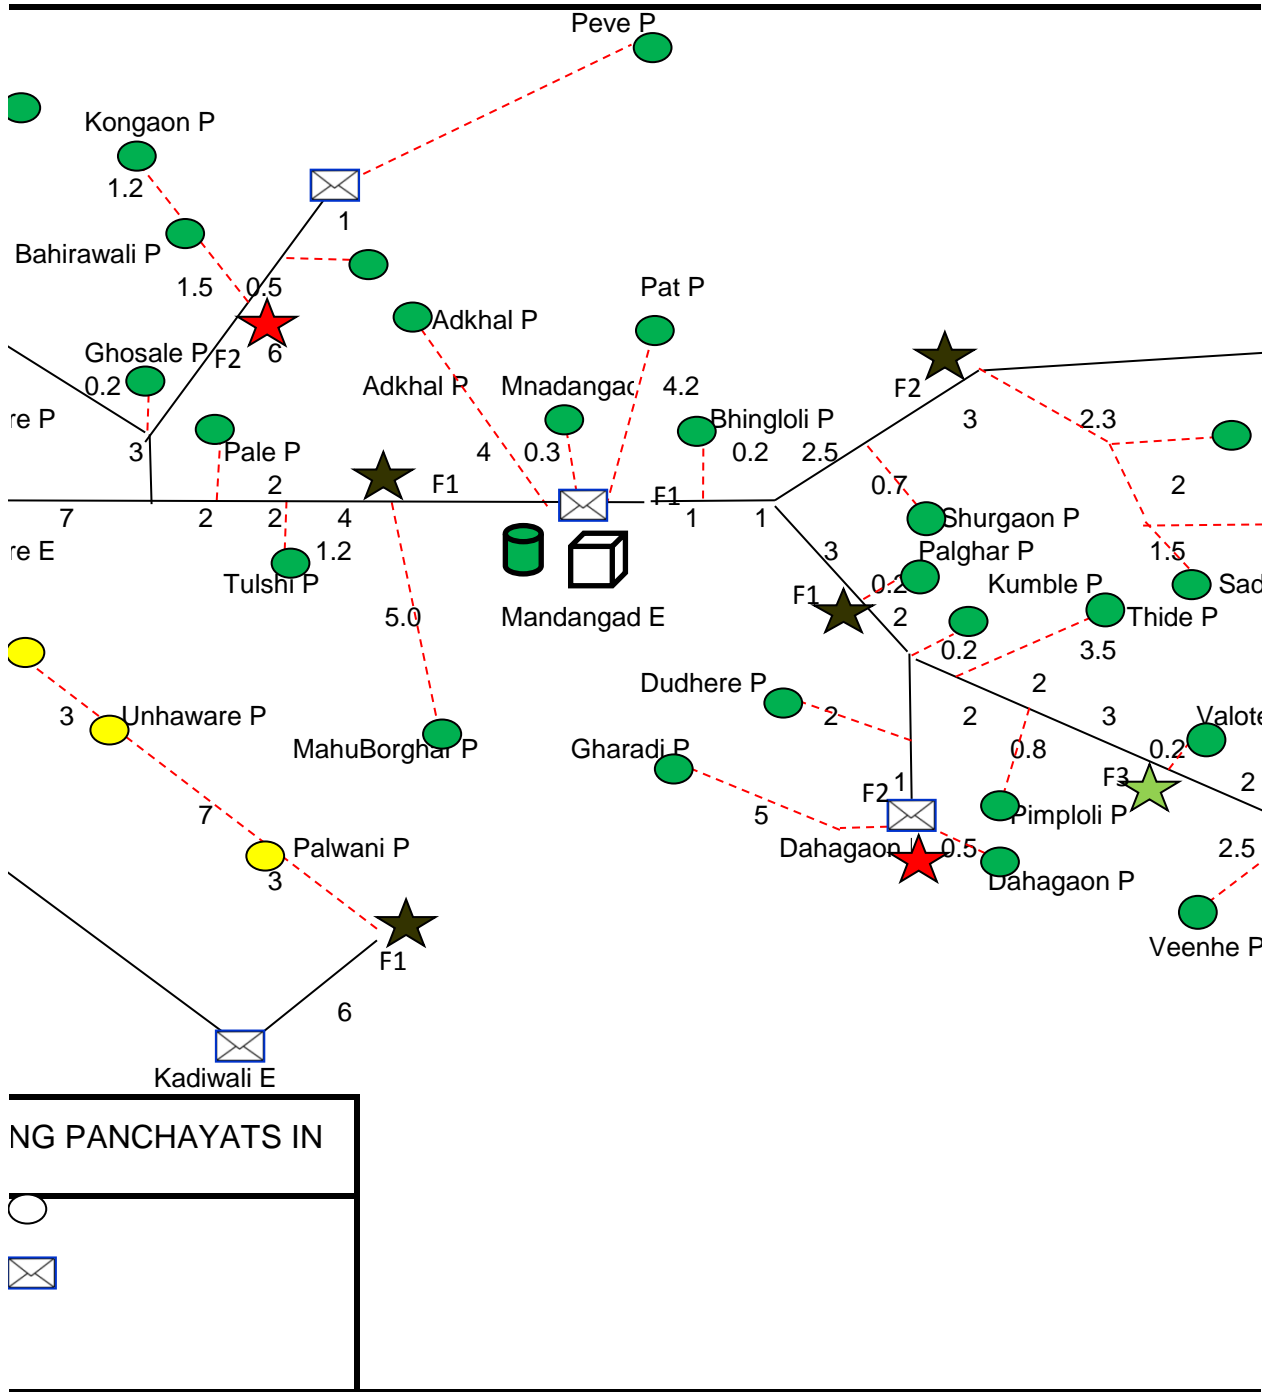 Peve P
Kongaon P
1.2
1
Bahirawali P
1.5
0.5
Pat P
Adkhal P
Ghosale P
F2
6
0.2
Adkhal P
Mnadangad
4.2
F2
re P
Bhingloli P
3
2.3
3
Pale P
4
0.3
0.2
2.5
2
F1
F1
0.7
2
7
2
2
4
1
1
Shurgaon P
re E
1.2
3
Palghar P
1.5
Tulshi P
0.2
Kumble P
Sad
F1
5.0
Mandangad E
2
Thide P
0.2
3.5
Dudhere P
2
3
Unhaware P
2
2
3
Valote
MahuBorghar P
Gharadi P
0.8
0.2
F3
2
1
F2
7
5
Pimploli P
Palwani P
Dahagaon
0.5
2.5
3
Dahagaon P
F1
Veenhe P
6
Kadiwali E
NG PANCHAYATS IN